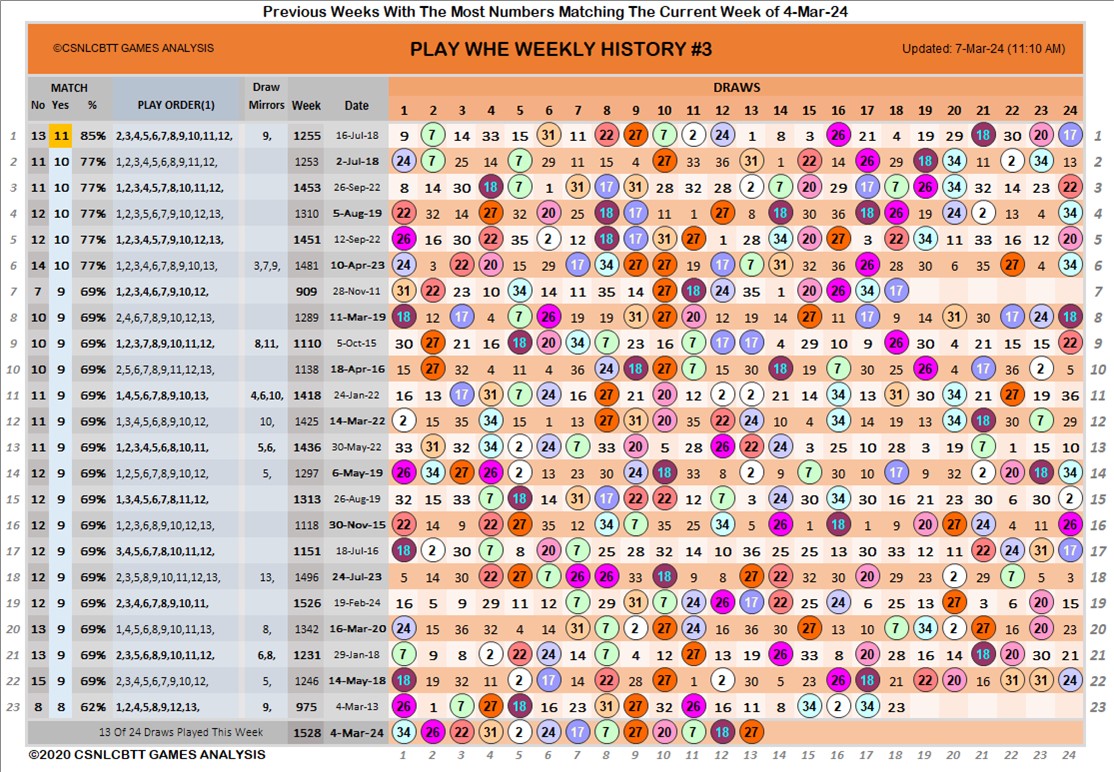 Previous Weeks With The Most Numbers Matching The Current Week of 4-Mar-24
©CSNLCBTT GAMES ANALYSIS PLAY WHE WEEKLY HISTORY #3 Updated: 7-Mar-24 (11:10 AM)
MATCH Draw DRAWS
No Yes % PLAY ORDER(1) Mirrors Week Date 1 2 3 4 5 6 7 8 9 10 11 12 13 14 15 16 17 18 19 20 21 22 23 24
1 13 11 85% 2,3,4,5,6,7,8,9,10,11,12, 9, 1255 16-Jul-18 9 7 14 33 15 31 11 22 27 7 2 24 1 8 3 26 21 4 19 29 18 30 20 17 1
2 11 10 77% 1,2,3,4,5,6,8,9,11,12, 1253 2-Jul-18 24 7 25 14 7 29 11 15 4 27 33 36 31 1 22 14 26 29 18 34 11 2 34 13 2
3 11 10 77% 1,2,3,4,5,7,8,10,11,12, 1453 26-Sep-22 8 14 30 18 7 1 31 17 31 28 32 28 2 7 20 29 17 7 26 34 32 14 23 22 3
4 12 10 77% 1,2,3,5,6,7,9,10,12,13, 1310 5-Aug-19 22 32 14 27 32 20 25 18 17 11 1 27 8 18 30 36 18 26 19 24 2 13 4 34 4
5 12 10 77% 1,2,3,4,5,7,9,10,12,13, 1451 12-Sep-22 26 16 30 22 35 2 12 18 17 31 27 1 28 34 20 27 3 22 34 11 33 16 12 20 5
6 14 10 77% 1,2,3,4,6,7,8,9,10,13, 3,7,9, 1481 10-Apr-23 24 3 22 20 15 29 17 34 27 27 19 17 7 31 32 36 26 28 30 6 35 27 4 34 6
7 7 9 69% 1,2,3,4,6,7,9,10,12, 909 28-Nov-11 31 22 23 10 34 14 11 35 14 27 18 24 35 1 20 26 34 17 7
8 10 9 69% 2,4,6,7,8,9,10,12,13, 1289 11-Mar-19 18 12 17 4 7 26 19 19 31 27 20 12 19 14 27 11 17 9 14 31 30 17 24 18 8
9 12 9 69% 1,2,3,7,8,9,10,12,13, 8,11, 1110 5-Oct-15 30 27 21 16 18 20 34 7 23 16 7 17 17 4 29 10 9 26 30 4 21 15 15 22 9
10 10 9 69% 2,5,6,7,8,9,11,12,13, 1138 18-Apr-16 15 27 32 4 11 4 36 24 18 27 7 15 30 18 19 7 30 25 26 4 17 36 2 5 10
11 11 9 69% 1,4,5,6,7,8,9,10,13, 4,6,10, 1418 24-Jan-22 16 13 17 31 7 24 16 27 21 20 12 2 2 21 14 34 13 31 30 34 22 27 19 36 11
12 11 9 69% 1,3,4,5,8,9,10,12,13, 10, 1425 14-Mar-22 2 15 35 34 15 1 13 27 31 20 35 22 24 10 14 34 14 19 13 34 18 23 7 29 12
13 11 9 69% 1,3,4,5,6,8,10,11, 5,6, 1436 30-May-22 33 31 32 34 2 24 7 33 20 5 28 26 22 24 3 25 10 28 3 19 7 1 15 10 13
14 12 9 69% 1,2,5,6,7,8,9,10,12, 5, 1297 6-May-19 26 34 27 26 2 13 23 30 24 18 33 8 2 9 7 30 10 17 9 32 2 20 18 34 14
15 12 9 69% 1,3,4,5,6,7,8,11,12, 1313 26-Aug-19 32 15 33 7 18 14 31 17 22 22 12 7 3 24 30 34 30 16 21 23 30 6 30 2 15
16 12 9 69% 1,2,3,6,8,9,10,12,13, 1118 30-Nov-15 22 14 9 22 27 35 12 34 7 35 25 34 5 26 1 18 1 9 20 27 24 4 11 26 16
17 12 9 69% 3,4,5,6,7,8,10,11,12, 1151 18-Jul-16 18 2 30 7 8 20 7 25 28 32 14 10 36 25 25 13 30 33 12 11 22 24 31 17 17
18 12 9 69% 2,3,5,8,9,10,11,12,13, 13, 1496 24-Jul-23 5 14 30 22 27 7 26 26 33 18 9 8 27 22 30 17 20 29 23 2 29 7 5 3 18
19 12 9 69% 2,3,4,6,7,8,9,10,11, 1526 19-Feb-24 16 5 9 29 11 12 7 29 31 7 24 26 17 22 25 24 6 25 13 27 3 6 20 15 19
20 13 9 69% 1,4,5,6,8,9,10,11,13, 8, 1342 16-Mar-20 24 15 36 32 4 14 31 7 2 27 24 16 36 30 27 13 10 7 34 2 27 16 20 23 20
21 13 9 69% 2,3,5,6,8,9,10,11,12, 6,8, 1231 29-Jan-18 7 9 8 2 22 24 14 7 4 12 27 13 19 26 33 8 20 28 14 21 18 20 30 21 21
22 15 9 69% 2,3,4,5,6,7,9,10,12, 5, 1246 14-May-18 18 19 32 11 2 17 14 22 28 27 1 2 30 5 23 26 18 21 22 20 22 31 31 24 22
23 8 8 62% 1,2,4,5,8,9,12,13, 9, 975 4-Mar-13 26 1 7 27 18 16 23 31 27 32 26 16 11 8 34 2 34 23 23
13 Of 24 Draws Played This Week 1528 4-Mar-24 34 26 22 31 2 24 17 7 27 20 7 18 27
©2020 CSNLCBTT GAMES ANALYSIS 1 2 3 4 5 6 7 8 9 10 11 12 13 14 15 16 17 18 19 20 21 22 23 24